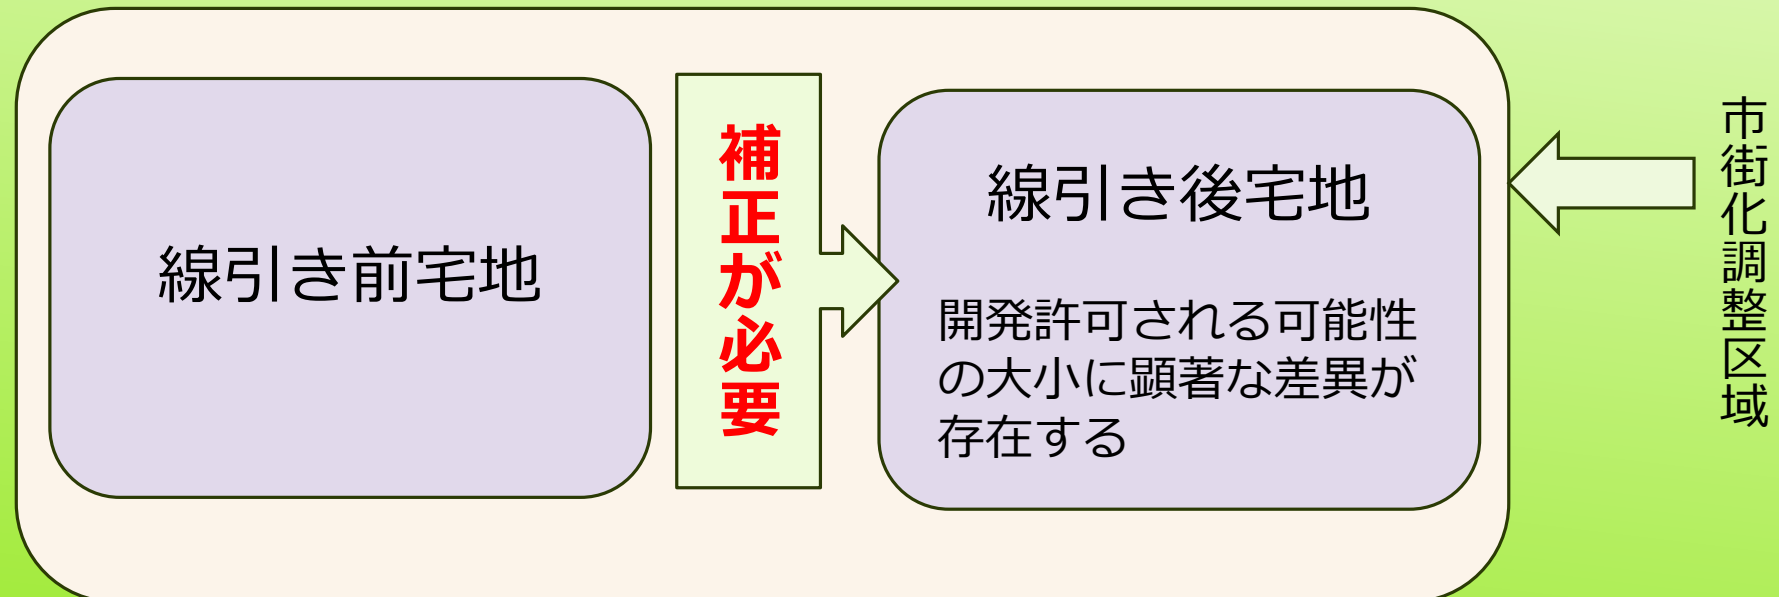 線引き前宅地
補正が必要
線引き後宅地
開発許可される可能性
の大小に顕著な差異が
存在する
市街化調整区域